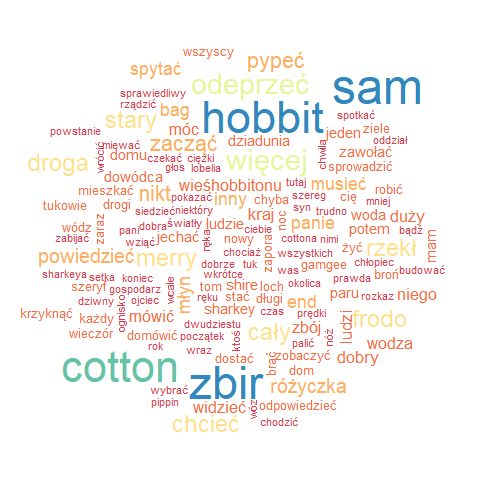 wszyscy
spytać
pypeć
sprawiedliwy
odeprzeć
sam
rządzić
bag
hobbit
spotkać
stary
móc
jeden
ziele
powstanie
miewać
zacząć
dziadunia
chwila
oddział
wrócić
domu
czekać
ciężki
więcej
zawołać
droga
głos
lobelia
sprowadzić
dowódca
nikt
wieśhobbitonu
tutaj
musieć
mieszkać
pokazać
inny
chyba
szereg
cię
mniej
robić
tukowie
drogi
siedzieć
niektóry
syn
trudno
zaraz
kraj
noc
woda
duży
zabijać
pani
dobra
światły
ludzie
ciebie
panie
potem
bądź
wziąć
jechać
ręka
nowy
cottona
nimi
rzekł
mam
powiedzieć
merry
chociaż
zapora
wszystkich
żyć
chłopiec
sharkeya
setka
koniec
dobrze
tuk
gamgee
broń
budować
wkrótce
was
prawda
dziwny
gospodarz
wcale
tom
shire
loch
okolica
niego
szeryf
ojciec
młyn
ręku
stać
długi
end
paru
rozkaz
krzyknąć
każdy
ognisko
mówić
sharkey
czas
prędki
frodo
dwudziestu
cały
zbój
ludzi
wieczór
domówić
początek
ktoś
palić
nóż
wodza
rok
wraz
zobaczyć
dobry
cotton
dostać
brać
dom
zbir
różyczka
wybrać
pippin
widzieć
wóz
odpowiedzieć
chcieć
chodzić
wódz